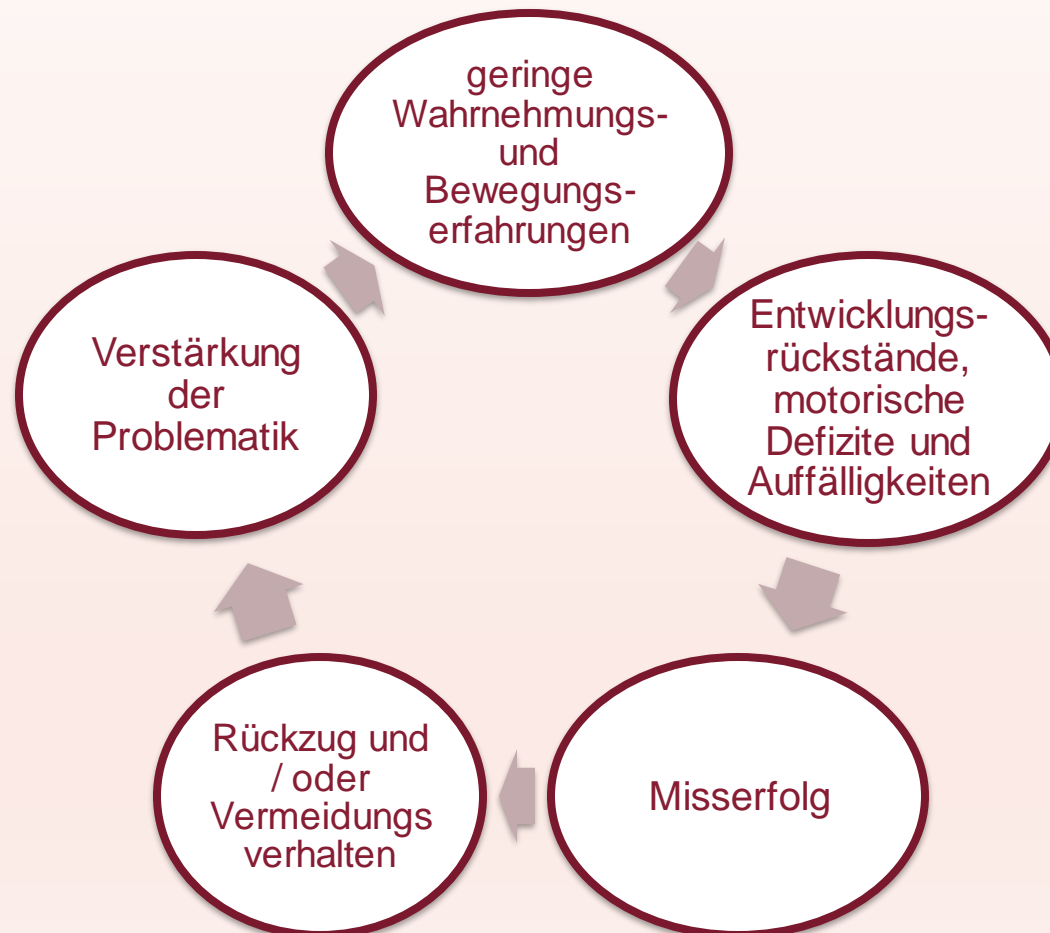 geringe
Wahrnehmungs-
und
Bewegungs-
erfahrungen
Entwicklungs-
rückstände,
motorische
Defizite und
Auffälligkeiten
Misserfolg
Rückzug und
/ oder
Vermeidungs
verhalten
Verstärkung
der
Problematik